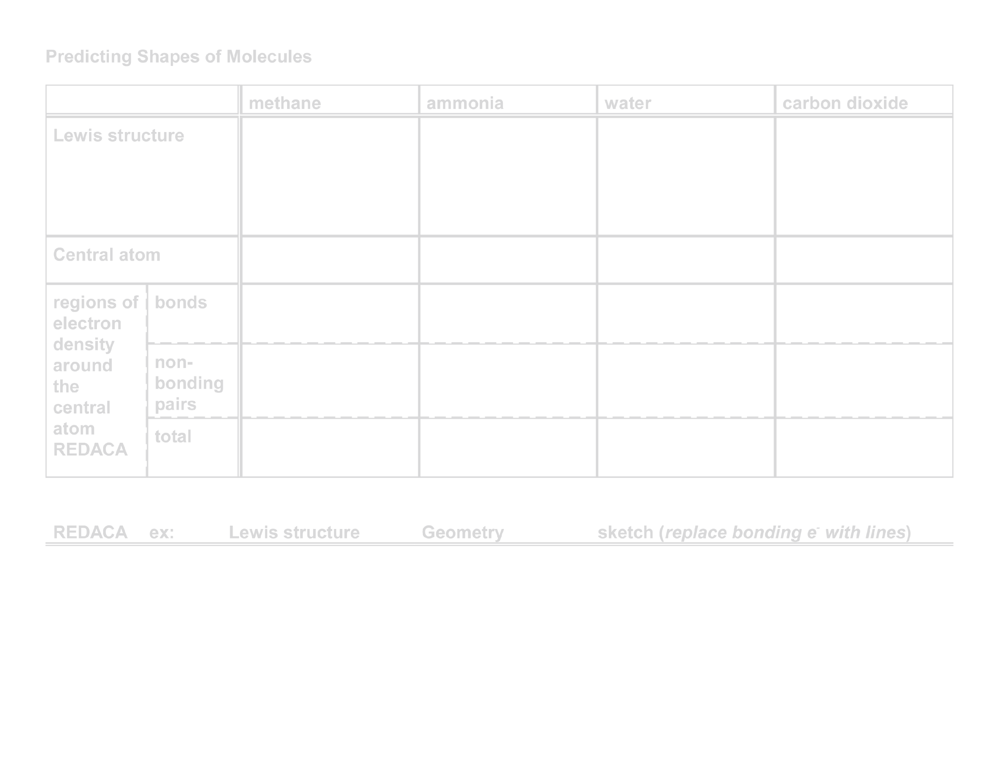 Predicting Shapes of Molecules
methane ammonia water carbon dioxide
Lewis structure
Central atom
regions of
electron
density
around
the
central
atom
REDACA
bonds
non-
bonding
pairs
total
REDACA ex: Lewis structure Geometry sketch (replace bonding e⁻ with lines)